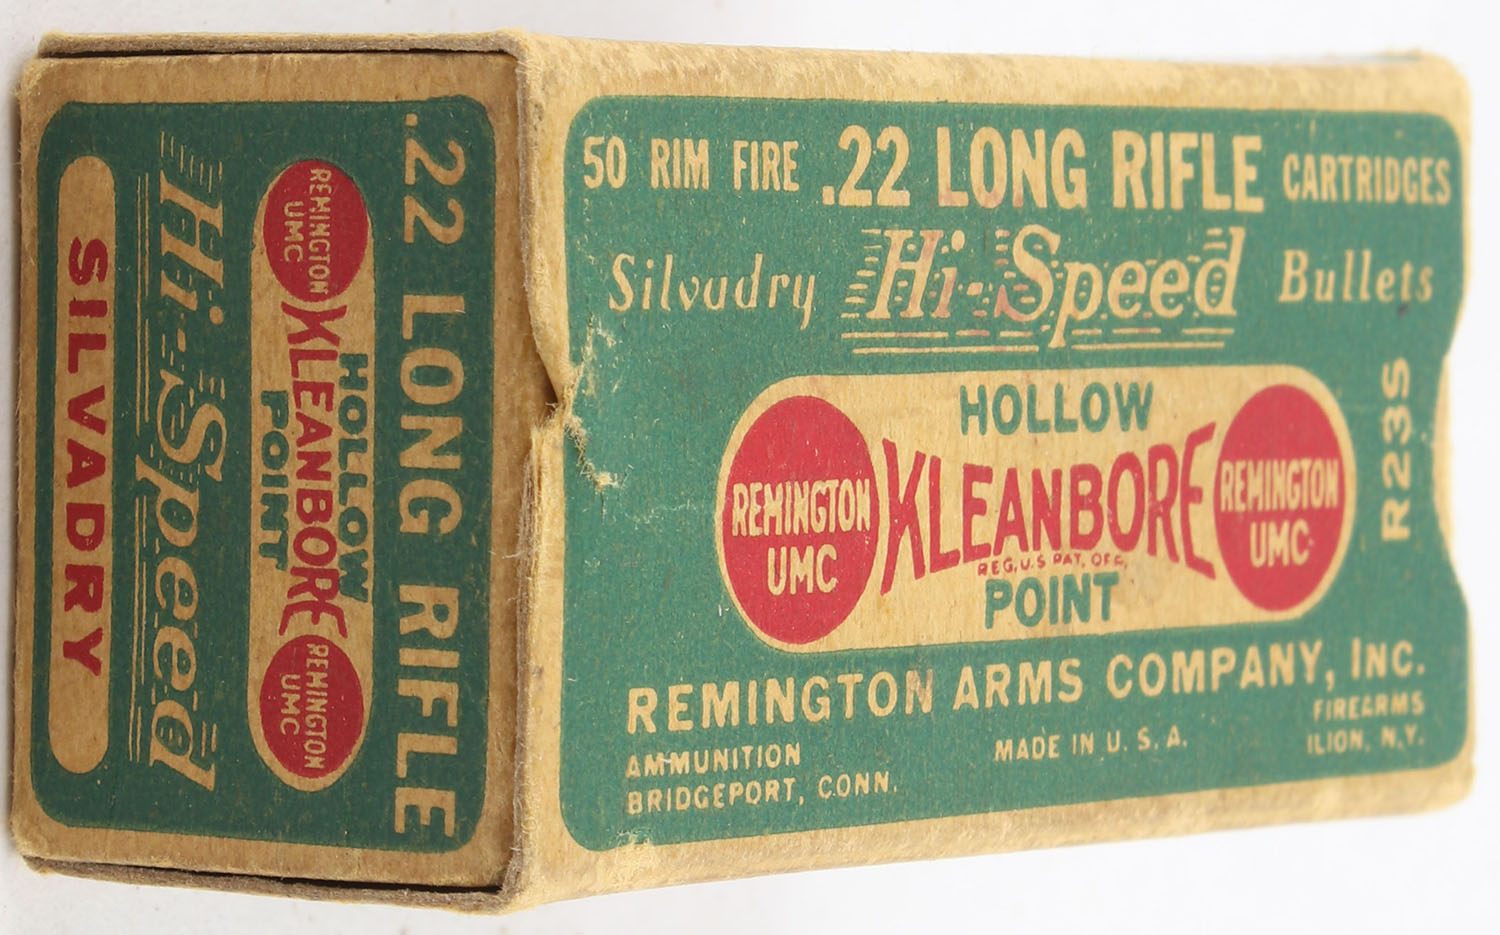 .22 LONG RIFLE
HOLLOW
REMINGTON UMC KLEANBORE REMINGTON UMC
POINT
Hi-Speed
SILVADRY
50 RIM FIRE .22 LONG RIFLE CARTRIDGES
Silvadry Hi-Speed Bullets
HOLLOW
REMINGTON UMC KLEANBORE REMINGTON UMC
REG. U.S PAT. OFF.
POINT
R23S
REMINGTON ARMS COMPANY, INC.
AMMUNITION MADE IN U. S. A. FIREARMS
BRIDGEPORT, CONN. ILION, N.Y.